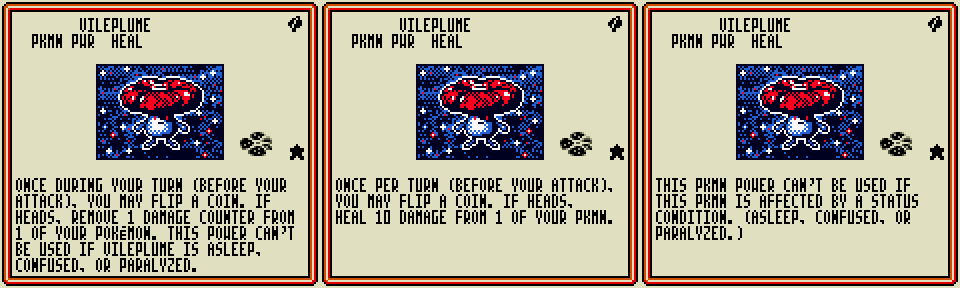 VILEPLUME
PKMN PWR HEAL
ONCE DURING YOUR TURN (BEFORE YOUR
ATTACK), YOU MAY FLIP A COIN. IF
HEADS, REMOVE 1 DAMAGE COUNTER FROM
1 OF YOUR POKéMON. THIS POWER CAN'T
BE USED IF VILEPLUME IS ASLEEP,
CONFUSED, OR PARALYZED.
VILEPLUME
PKMN PWR HEAL
ONCE PER TURN (BEFORE YOUR ATTACK),
YOU MAY FLIP A COIN. IF HEADS,
HEAL 10 DAMAGE FROM 1 OF YOUR PKMN.
VILEPLUME
PKMN PWR HEAL
THIS PKMN POWER CAN'T BE USED IF
THIS PKMN IS AFFECTED BY A STATUS
CONDITION. (ASLEEP, CONFUSED, OR
PARALYZED.)